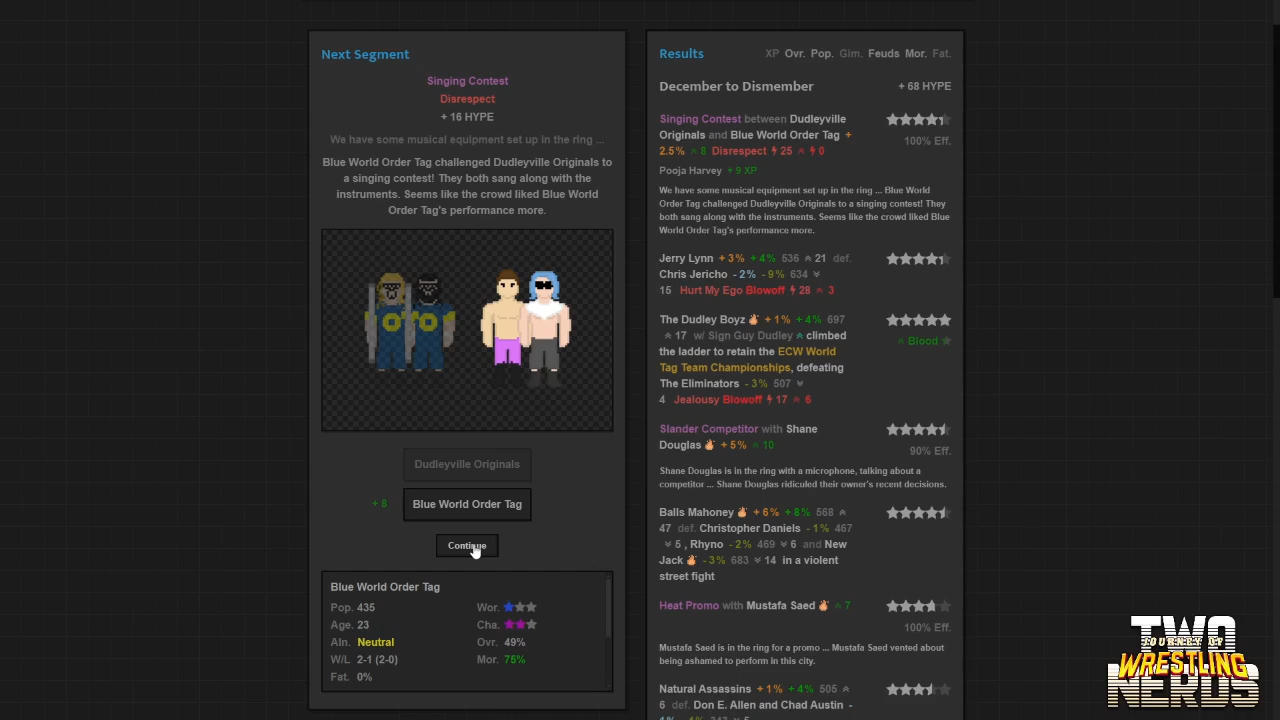 Next Segment
Singing Contest
Disrespect
+ 16 HYPE
We have some musical equipment set up in the ring ...
Blue World Order Tag challenged Dudleyville Originals to
a singing contest! They both sang along with the
instruments. Seems like the crowd liked Blue World
Order Tag's performance more.
Dudleyville Originals
+ 8 Blue World Order Tag
Continue
Blue World Order Tag
Pop. 435 Wor.
Age. 23 Cha.
Aln. Neutral Ovr. 49%
W/L 2-1 (2-0) Mor. 75%
Fat. 0%
Results XP Ovr. Pop. Gim. Feuds Mor. Fat.
December to Dismember + 68 HYPE
Singing Contest between Dudleyville
Originals and Blue World Order Tag + 100% Eff.
2.5% 8 Disrespect 25 0
Pooja Harvey + 9 XP
We have some musical equipment set up in the ring ... Blue World
Order Tag challenged Dudleyville Originals to a singing contest! They
both sang along with the instruments. Seems like the crowd liked Blue
World Order Tag's performance more.
Jerry Lynn + 3% + 4% 536 21 def.
Chris Jericho - 2% - 9% 634
15 Hurt My Ego Blowoff 28 3
The Dudley Boyz + 1% + 4% 697
17 w/ Sign Guy Dudley climbed Blood
the ladder to retain the ECW World
Tag Team Championships, defeating
The Eliminators - 3% 507
4 Jealousy Blowoff 17 6
Slander Competitor with Shane
Douglas + 5% 10 90% Eff.
Shane Douglas is in the ring with a microphone, talking about a
competitor ... Shane Douglas ridiculed their owner's recent decisions.
Balls Mahoney + 6% + 8% 568
47 def. Christopher Daniels - 1% 467
5 , Rhyno - 2% 469 6 and New
Jack - 3% 683 14 in a violent
street fight
Heat Promo with Mustafa Saed 7
100% Eff.
Mustafa Saed is in the ring for a promo ... Mustafa Saed vented about
being ashamed to perform in this city.
Natural Assassins + 1% + 4% 505
6 def. Don E. Allen and Chad Austin -
TWO
JOURNEY OF
WRESTLING
NERDS